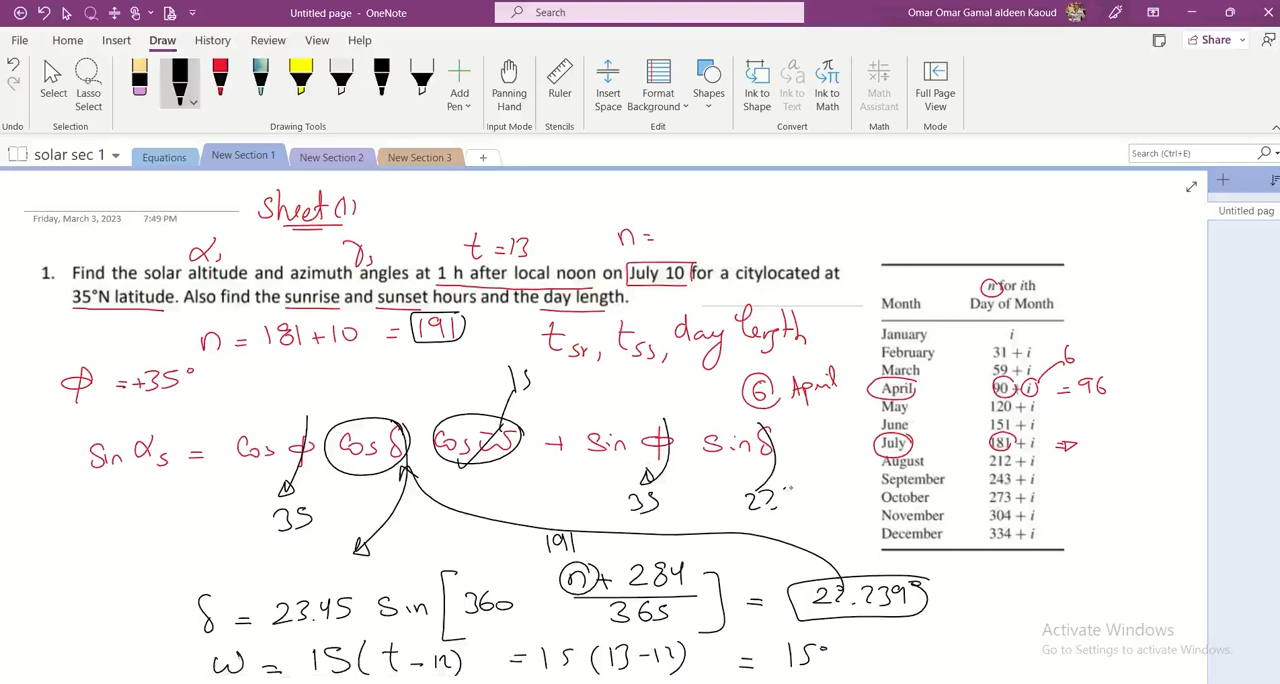 Untitled page - OneNote
Search
Omar Omar Gamal aldeen Kaoud
File Home Insert Draw History Review View Help
Share
Undo
Select
Lasso Select
Add Pen
Panning Hand
Ruler
Insert Space
Format Background
Shapes
Ink to Shape
Ink to Text
Ink to Math
Math Assistant
Full Page View
Undo Selection Drawing Tools Input Mode Stencils Edit Convert Math Mode
solar sec 1 Equations New Section 1 New Section 2 New Section 3 +
Search (Ctrl+E)
Untitled pag
Friday, March 3, 2023 7:49 PM
Sheet (1)
αs γs t = 13 n =
1. Find the solar altitude and azimuth angles at 1 h after local noon on July 10 for a citylocated at
35°N latitude. Also find the sunrise and sunset hours and the day length.
n = 181 + 10 = 191
tsr, tss, day length
ϕ = +35°
15
6 April
sin αs = cos ϕ cos δ cos ω + sin ϕ sin δ
35 35 22.
191
δ = 23.45 sin [360 n + 284 / 365] = 22.239°
ω = 15 (t - 12) = 15 (13 - 12) = 15°
n for ith
Month Day of Month
January i
February 31 + i
March 59 + i
6
April 90 + i = 96
May 120 + i
June 151 + i
July 181 + i ⇒
August 212 + i
September 243 + i
October 273 + i
November 304 + i
December 334 + i
Activate Windows
Go to Settings to activate Windows.